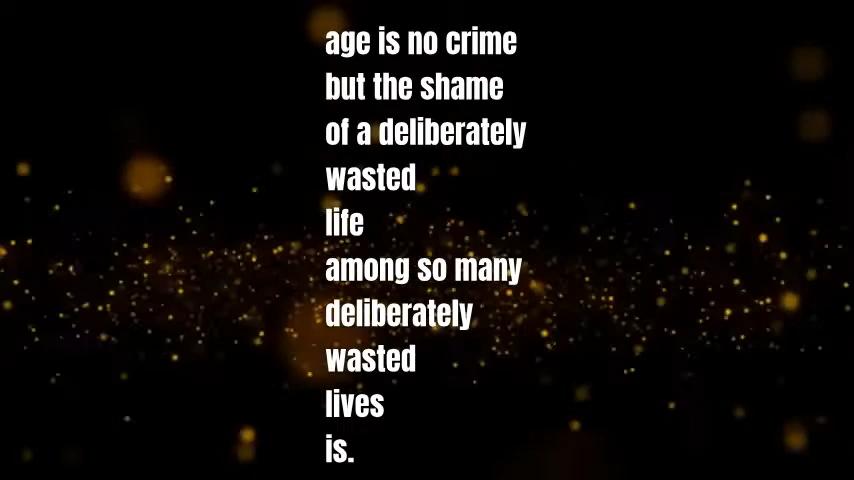 age is no crime
but the shame
of a deliberately
wasted
life
among so many
deliberately
wasted
lives
is.